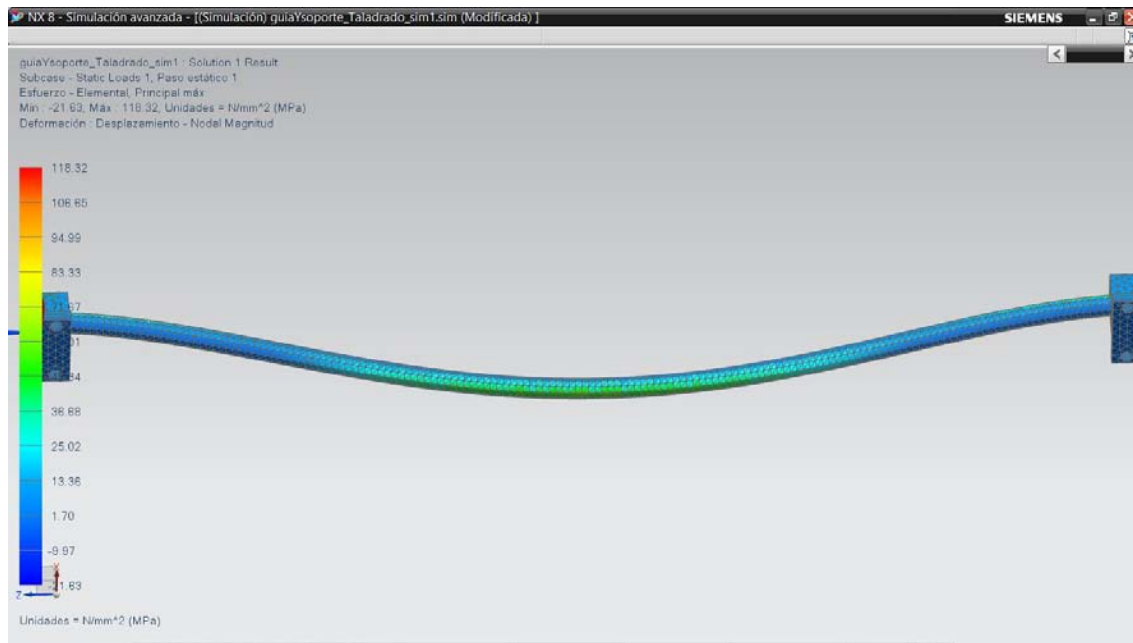 NX 8 - Simulación avanzada - [(Simulación) guiaYsoporte_Taladrado_sim1.sim (Modificada) ]
SIEMENS
guiaYsoporte_Taladrado_sim1 : Solution 1 Result
Subcase - Static Loads 1, Paso estático 1
Esfuerzo - Elemental, Principal máx
Min : -21.63, Máx : 118.32, Unidades = N/mm^2 (MPa)
Deformación : Desplazamiento - Nodal Magnitud
118.32
106.65
94.99
83.33
36.68
25.02
13.36
1.70
-9.97
X
Z
Unidades = N/mm^2 (MPa)